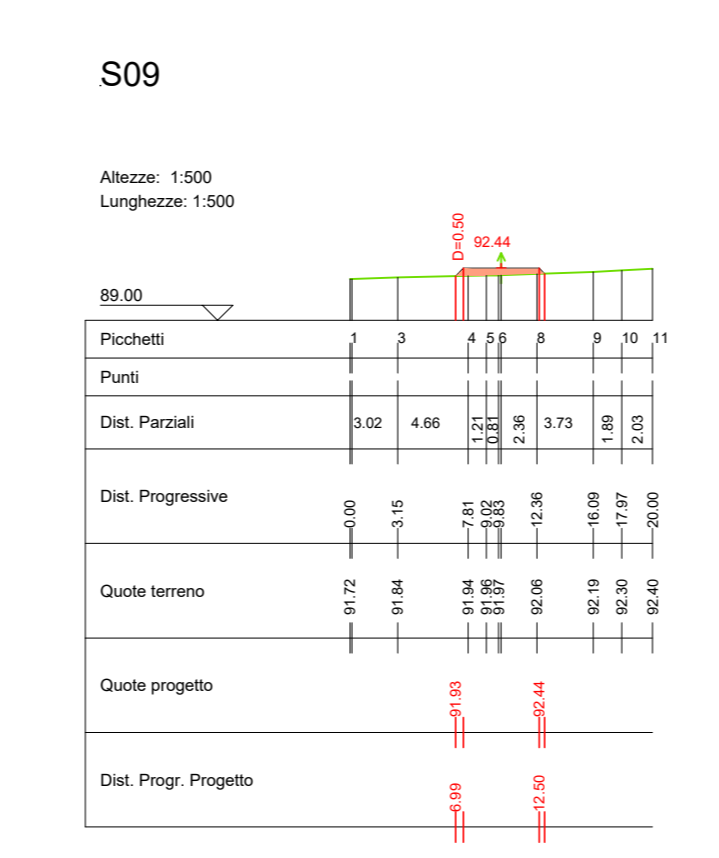 S09
Altezze: 1:500
Lunghezze: 1:500
D=0.50
92.44
89.00
Picchetti 1 3 4 5 6 8 9 10 11
Punti
Dist. Parziali 3.02 4.66 1.21 0.81 2.36 3.73 1.89 2.03
Dist. Progressive 0.00 3.15 7.81 9.02 9.83 12.36 16.09 17.97 20.00
Quote terreno 91.72 91.84 91.94 91.96 91.97 92.06 92.19 92.30 92.40
Quote progetto 91.93 92.44
Dist. Progr. Progetto 6.99 12.50